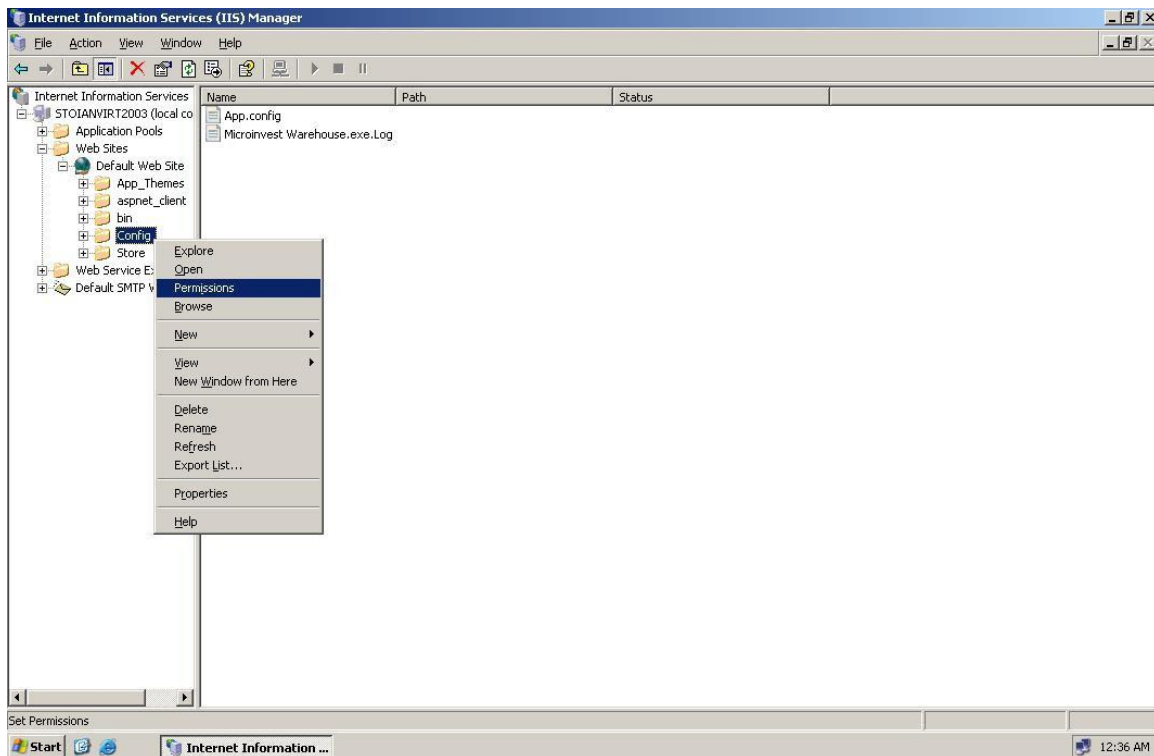 Internet Information Services (IIS) Manager
File Action View Window Help
Internet Information Services
STOIANVIRT2003 (local co
Application Pools
Web Sites
Default Web Site
App_Themes
aspnet_client
bin
Config
Store
Web Service E
Default SMTP V
Name Path Status
App.config
Microinvest Warehouse.exe.Log
Explore
Open
Permissions
Browse
New
View
New Window from Here
Delete
Rename
Refresh
Export List...
Properties
Help
Set Permissions
Start Internet Information ... 12:36 AM